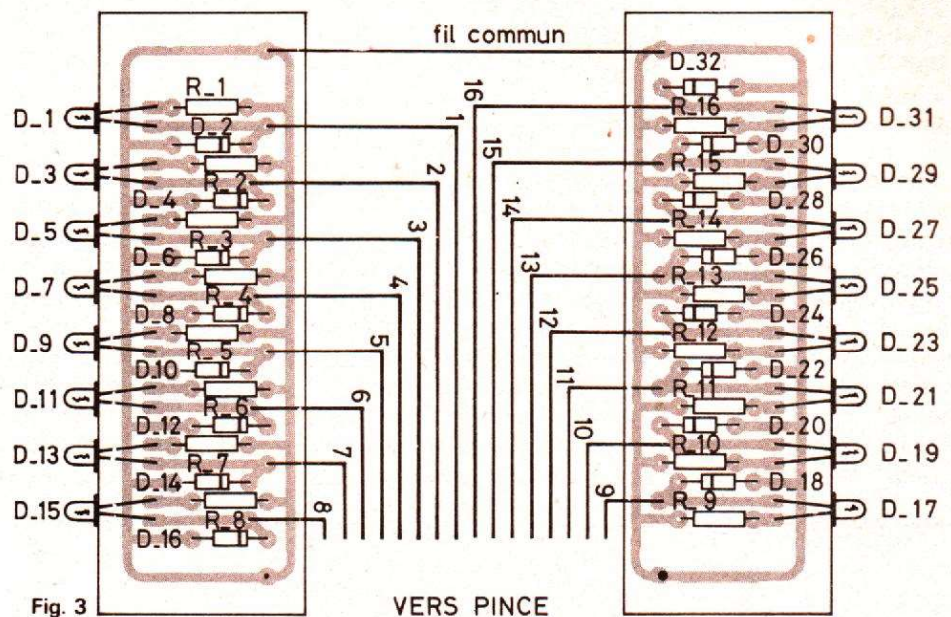 fil commun
D_32
R_1
16
R_16
D_1
D_2
1
D_31
15
D_30
D_3
R_2
2
R_15
D_29
D_4
14
D_28
D_5
R_3
3
R_14
D_27
D_6
13
D_26
D_7
R_4
4
R_13
D_25
D_8
12
D_24
D_9
R_5
5
R_12
D_23
D_10
11
D_22
D_11
R_6
6
R_11
D_21
D_12
10
D_20
D_13
R_7
7
R_10
D_19
D_14
9
D_18
D_15
R_8
8
R_9
D_17
D_16
Fig. 3
VERS PINCE